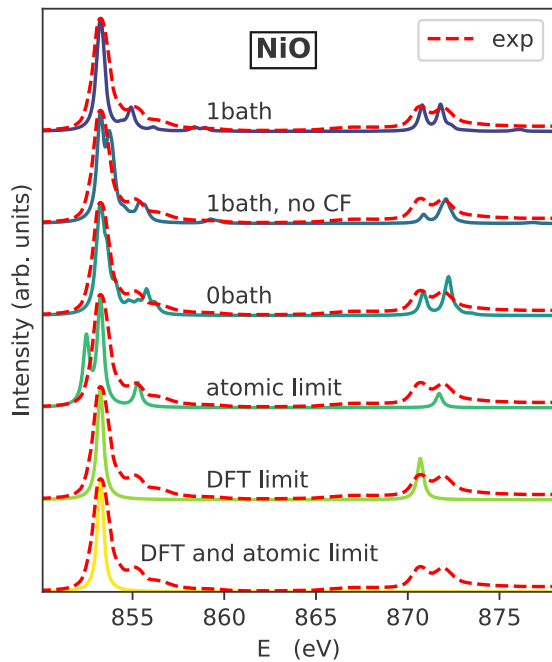 NiO
exp
1bath
1bath, no CF
0bath
atomic limit
DFT limit
DFT and atomic limit
Intensity (arb. units)
855 860 865 870 875
E (eV)